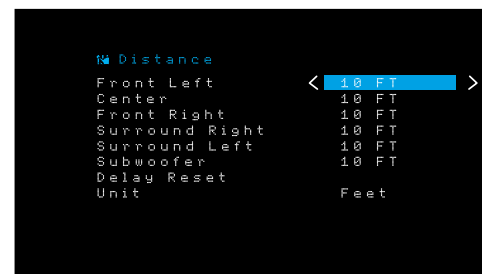 Distance
Front Left < 10 FT >
Center 10 FT
Front Right 10 FT
Surround Right 10 FT
Surround Left 10 FT
Subwoofer 10 FT
Delay Reset
Unit Feet